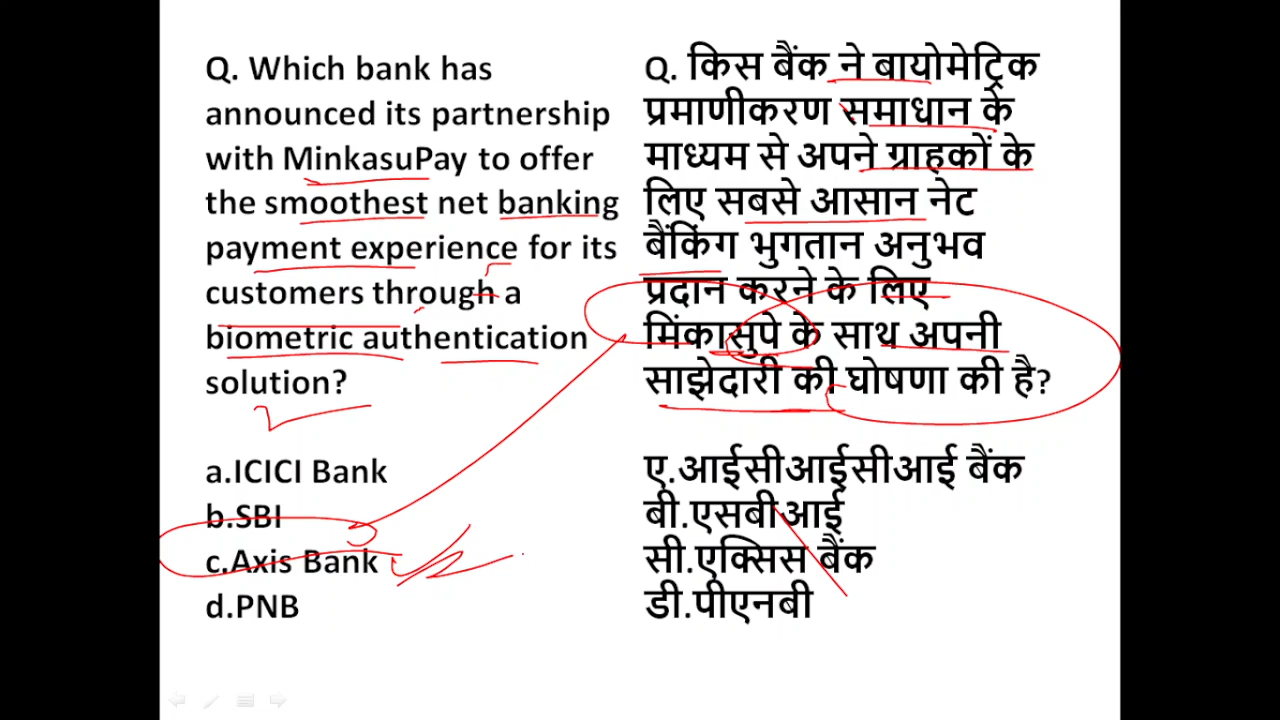 Q. Which bank has
announced its partnership
with MinkasuPay to offer
the smoothest net banking
payment experience for its
customers through a
biometric authentication
solution?
a.ICICI Bank
b.SBI
c.Axis Bank
d.PNB
Q. किस बैंक ने बायोमेट्रिक
प्रमाणीकरण समाधान के
माध्यम से अपने ग्राहकों के
लिए सबसे आसान नेट
बैंकिंग भुगतान अनुभव
प्रदान करने के लिए
मिंकासुपे के साथ अपनी
साझेदारी की घोषणा की है?
ए.आईसीआईसीआई बैंक
बी.एसबीआई
सी.एक्सिस बैंक
डी.पीएनबी